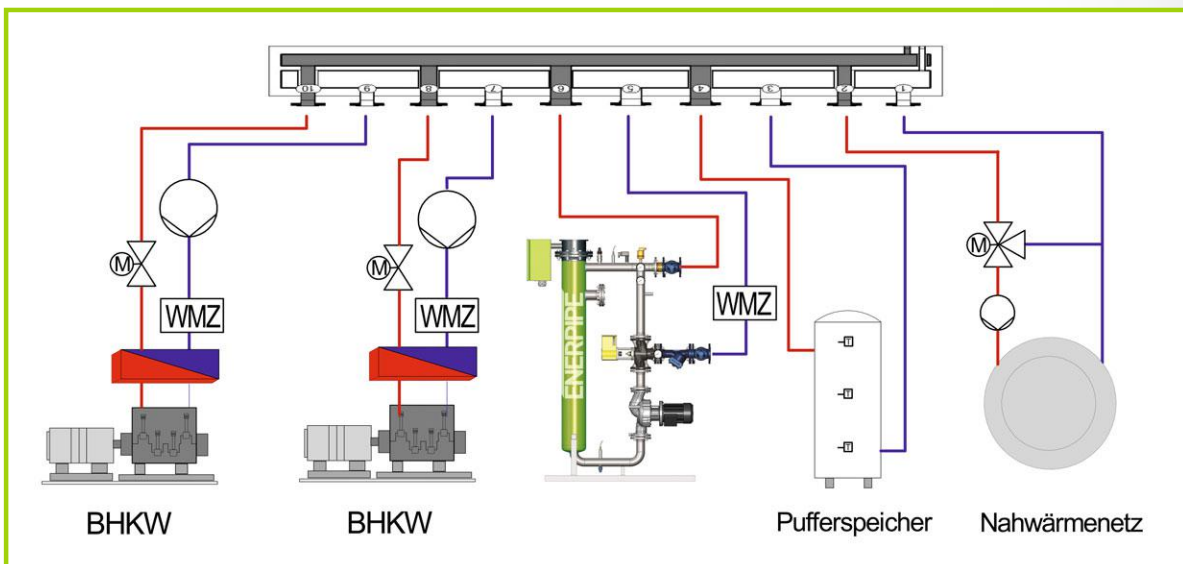 10 9 8 7 6 5 4 3 2 1
M
M
M
WMZ
WMZ
WMZ
ENERPIPE
T
T
T
BHKW
BHKW
Pufferspeicher
Nahwärmenetz